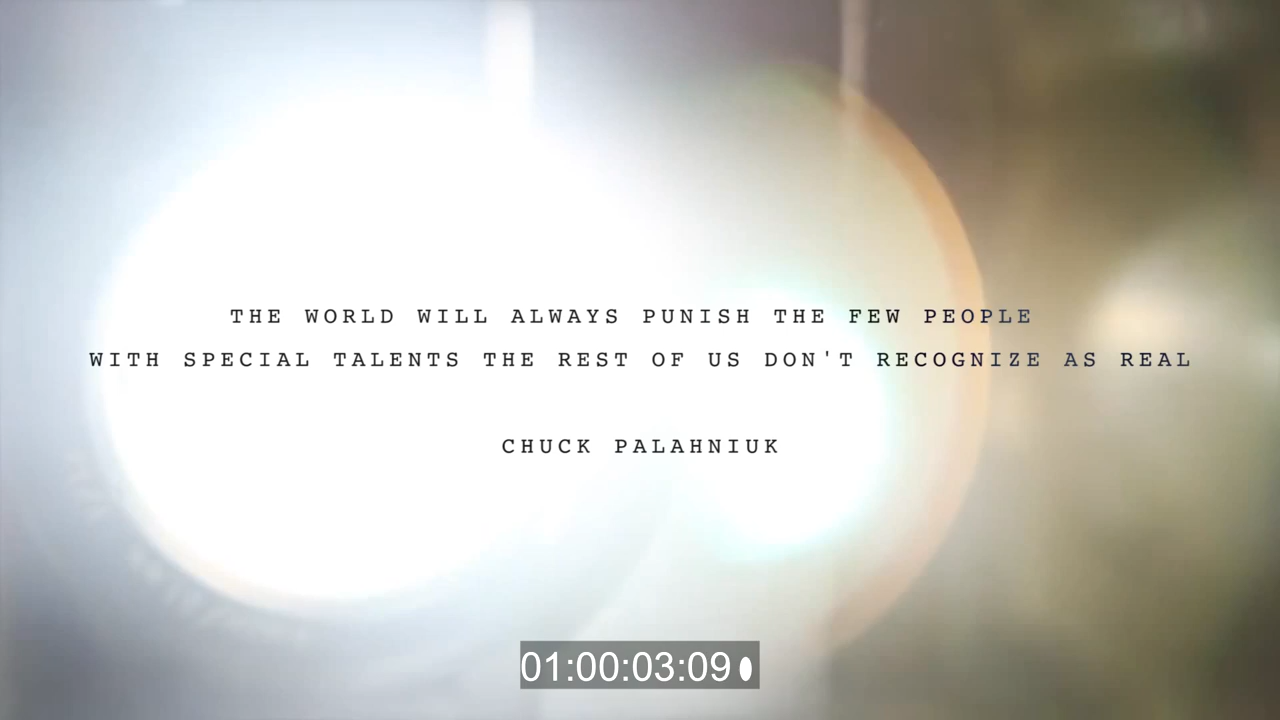 THE WORLD WILL ALWAYS PUNISH THE FEW PEOPLE
WITH SPECIAL TALENTS THE REST OF US DON'T RECOGNIZE AS REAL
CHUCK PALAHNIUK
01:00:03:09